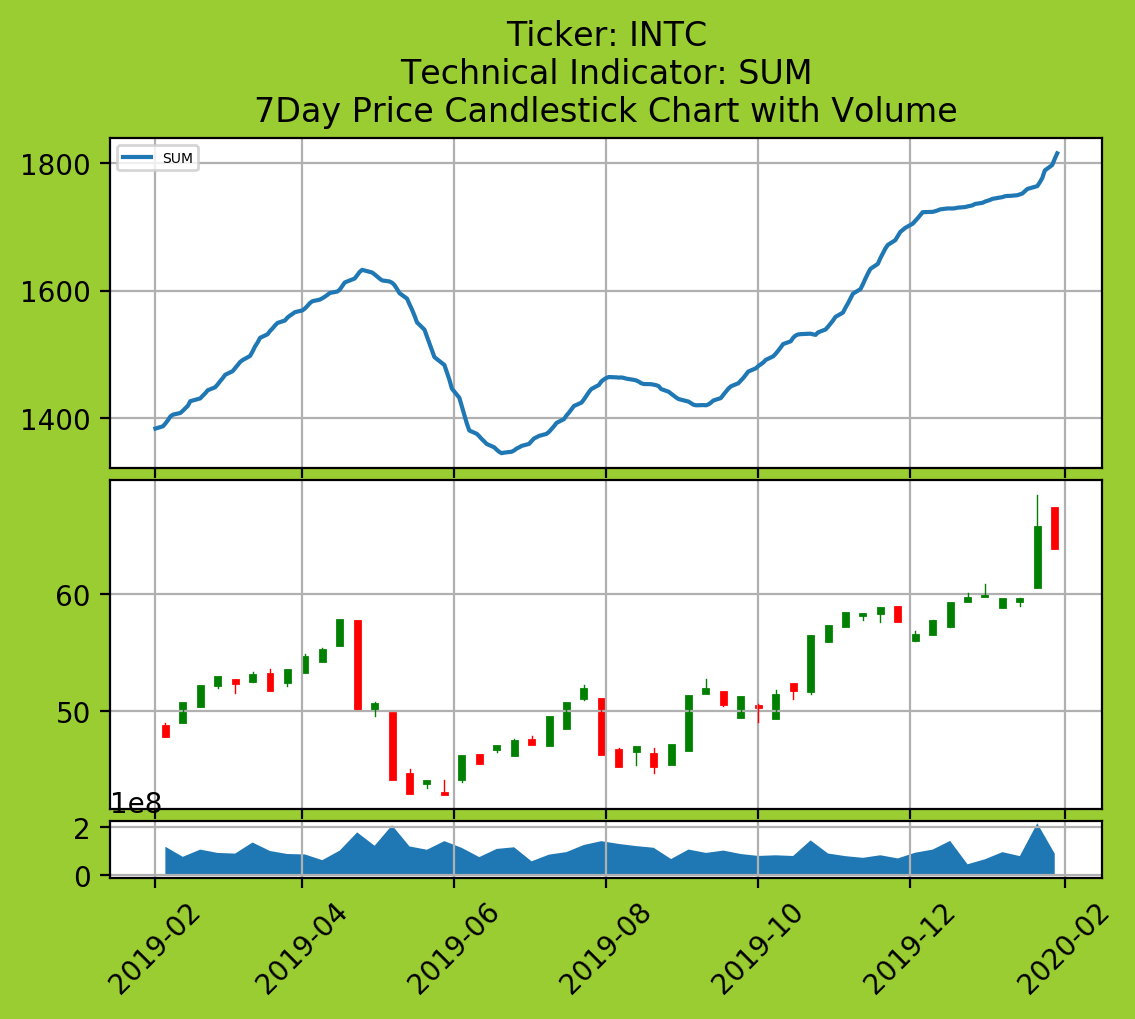 Ticker: INTC
Technical Indicator: SUM
7Day Price Candlestick Chart with Volume
SUM
1800
1600
1400
60
50
1e8
2
0
2019-02
2019-04
2019-06
2019-08
2019-10
2019-12
2020-02